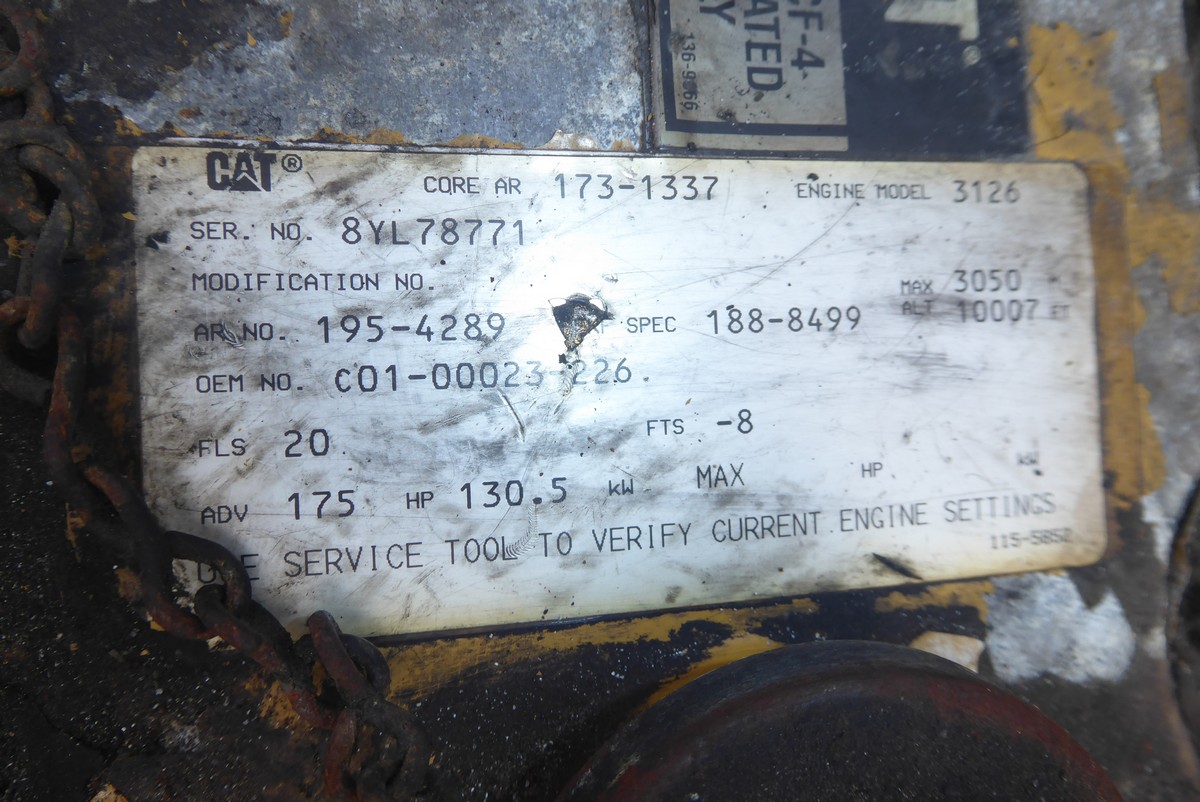 CF-4
136-9766
CAT®
CORE AR 173-1337 ENGINE MODEL 3126
SER. NO. 8YL78771
MODIFICATION NO.
MAX 3050
AR NO. 195-4289 SPEC 188-8499 ALT 10007 FT
OEM NO. C01-00023-226.
FLS 20 FTS -8
ADV 175 HP 130.5 kW MAX HP kW
SERVICE TOOL TO VERIFY CURRENT ENGINE SETTINGS
115-5852